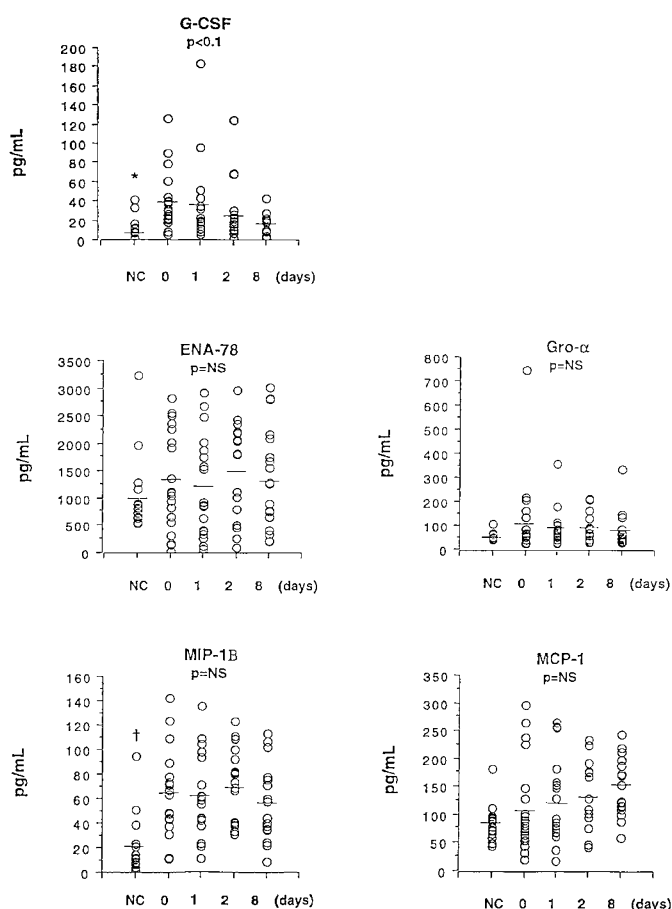 G-CSF
p<0.1
200
180
160
140
120
100
80
60
40
20
0
pg/mL
*
NC 0 1 2 8 (days)
ENA-78
p=NS
3500
3000
2500
2000
1500
1000
500
0
pg/mL
NC 0 1 2 8 (days)
Gro-α
p=NS
800
700
600
500
400
300
200
100
0
pg/mL
NC 0 1 2 8 (days)
MIP-1B
p=NS
160
140
120
100
80
60
40
20
0
pg/mL
†
NC 0 1 2 8 (days)
MCP-1
p=NS
350
300
250
200
150
100
50
0
pg/mL
NC 0 1 2 8 (days)